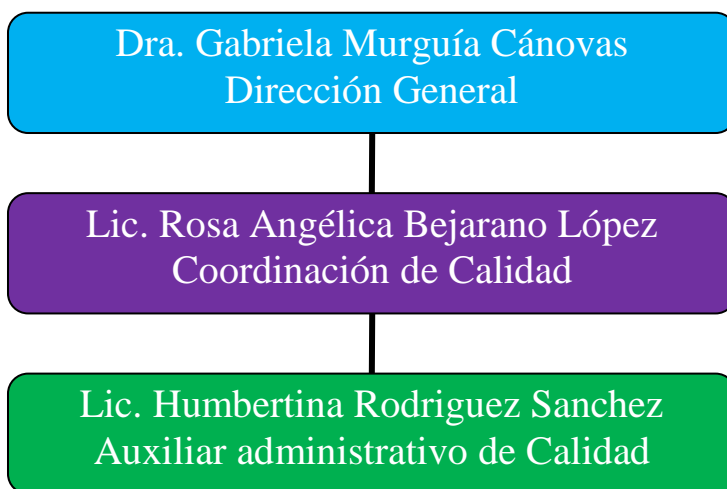 Dra. Gabriela Murguía Cánovas
Dirección General
Lic. Rosa Angélica Bejarano López
Coordinación de Calidad
Lic. Humbertina Rodriguez Sanchez
Auxiliar administrativo de Calidad